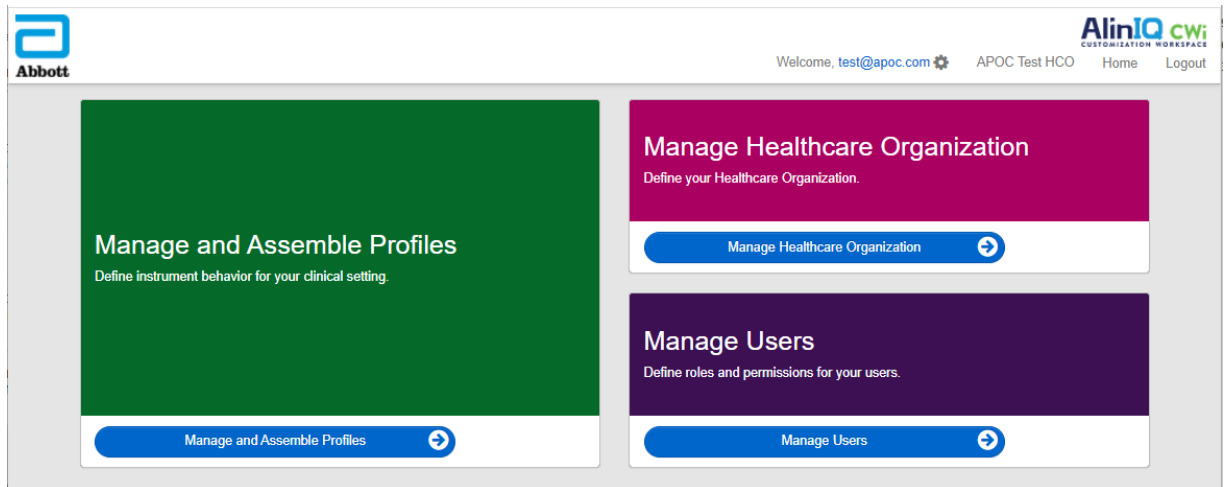 Abbott
AlinIQ CWi
CUSTOMIZATION WORKSPACE
Welcome, test@apoc.com APOC Test HCO Home Logout
Manage and Assemble Profiles
Define instrument behavior for your clinical setting.
Manage and Assemble Profiles
Manage Healthcare Organization
Define your Healthcare Organization.
Manage Healthcare Organization
Manage Users
Define roles and permissions for your users.
Manage Users